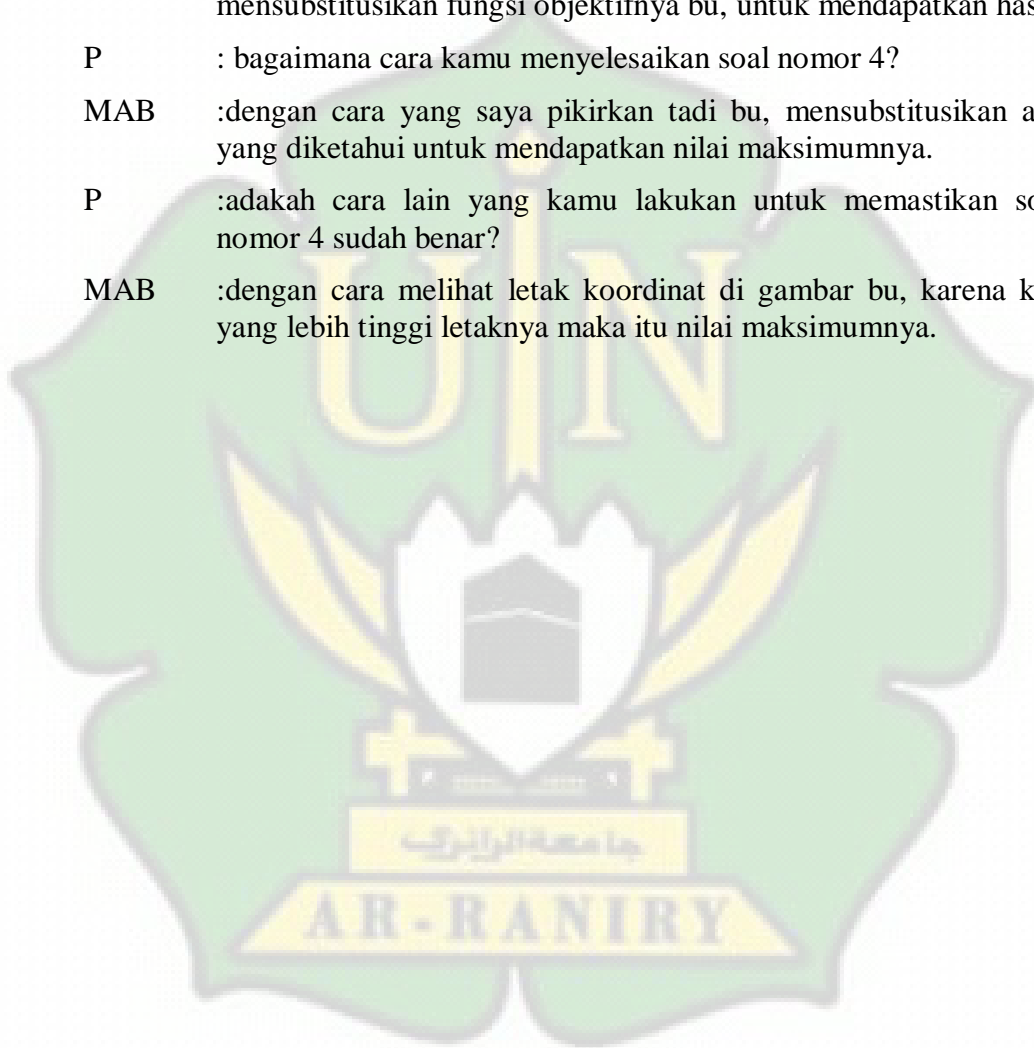 mensubstitusikan fungsi objektifnya bu, untuk mendapatkan has
P : bagaimana cara kamu menyelesaikan soal nomor 4?
MAB :dengan cara yang saya pikirkan tadi bu, mensubstitusikan a
yang diketahui untuk mendapatkan nilai maksimumnya.
P :adakah cara lain yang kamu lakukan untuk memastikan so
nomor 4 sudah benar?
MAB :dengan cara melihat letak koordinat di gambar bu, karena k
yang lebih tinggi letaknya maka itu nilai maksimumnya.
UIN
جامعة الرانري
AR-RANIRY